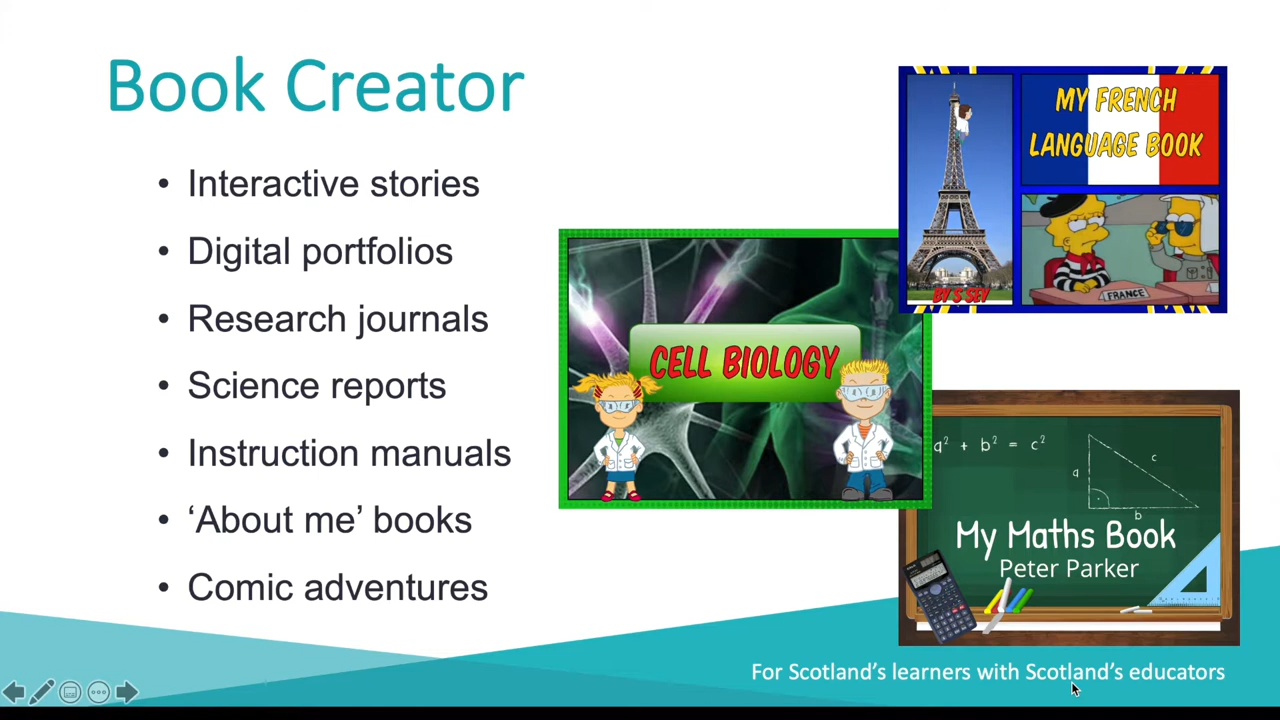 Book Creator
• Interactive stories
• Digital portfolios
• Research journals
• Science reports
• Instruction manuals
• ‘About me’ books
• Comic adventures
MY FRENCH
LANGUAGE BOOK
BY S SEY
FRANCE
CELL BIOLOGY
a² + b² = c²
a
c
b
My Maths Book
Peter Parker
For Scotland’s learners with Scotland’s educators